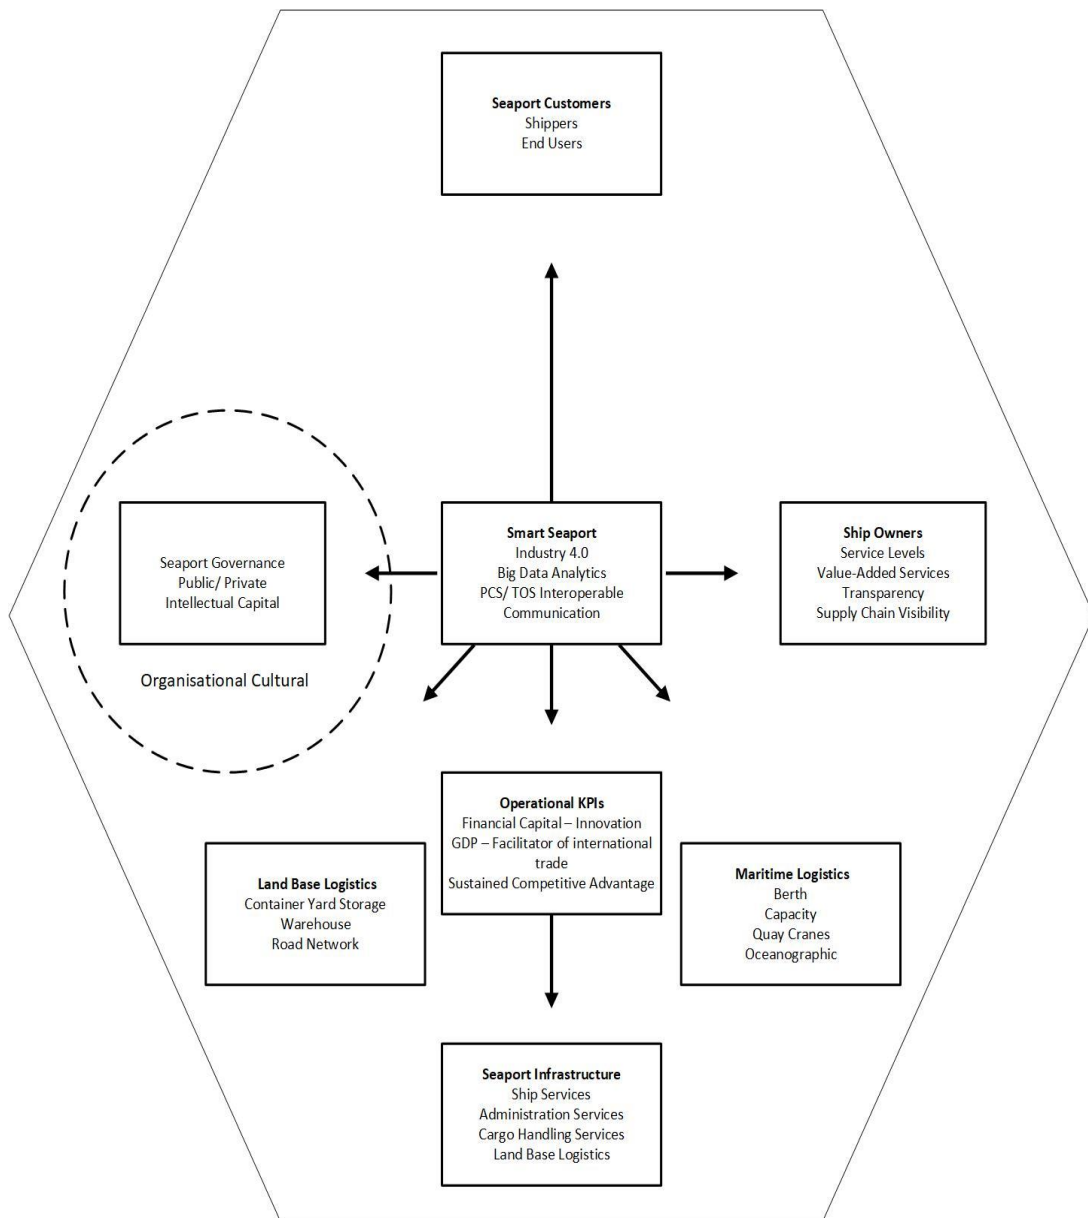 Seaport Customers
Shippers
End Users
Seaport Governance
Public/ Private
Intellectual Capital
Organisational Cultural
Smart Seaport
Industry 4.0
Big Data Analytics
PCS/ TOS Interoperable
Communication
Ship Owners
Service Levels
Value-Added Services
Transparency
Supply Chain Visibility
Operational KPIs
Financial Capital – Innovation
GDP – Facilitator of international
trade
Sustained Competitive Advantage
Land Base Logistics
Container Yard Storage
Warehouse
Road Network
Maritime Logistics
Berth
Capacity
Quay Cranes
Oceanographic
Seaport Infrastructure
Ship Services
Administration Services
Cargo Handling Services
Land Base Logistics